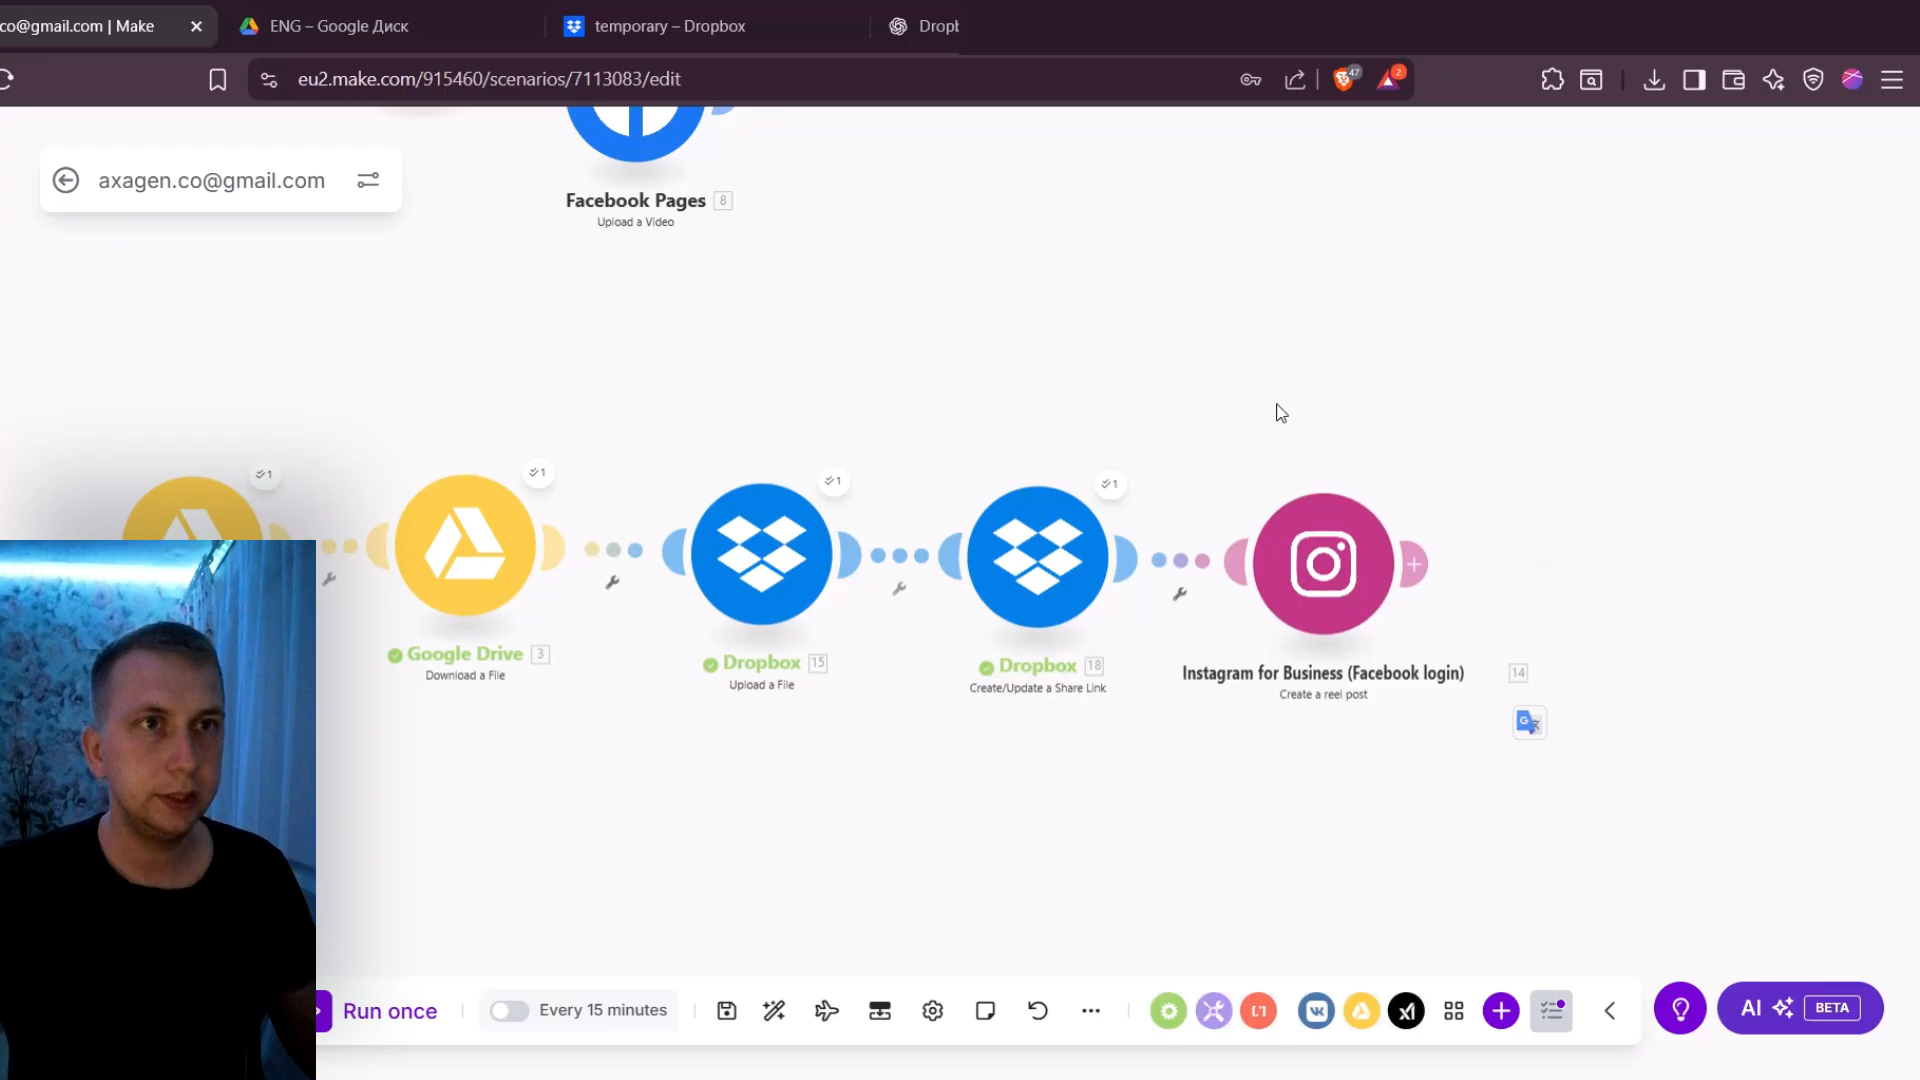 co@gmail.com | Make
ENG – Google Диск
temporary – Dropbox
Dropb
eu2.make.com/915460/scenarios/7113083/edit
47
2
axagen.co@gmail.com
Facebook Pages 8
Upload a Video
1
1
1
1
Google Drive 3
Download a File
Dropbox 15
Upload a File
Dropbox 18
Create/Update a Share Link
Instagram for Business (Facebook login) 14
Create a reel post
Run once
Every 15 minutes
AI BETA